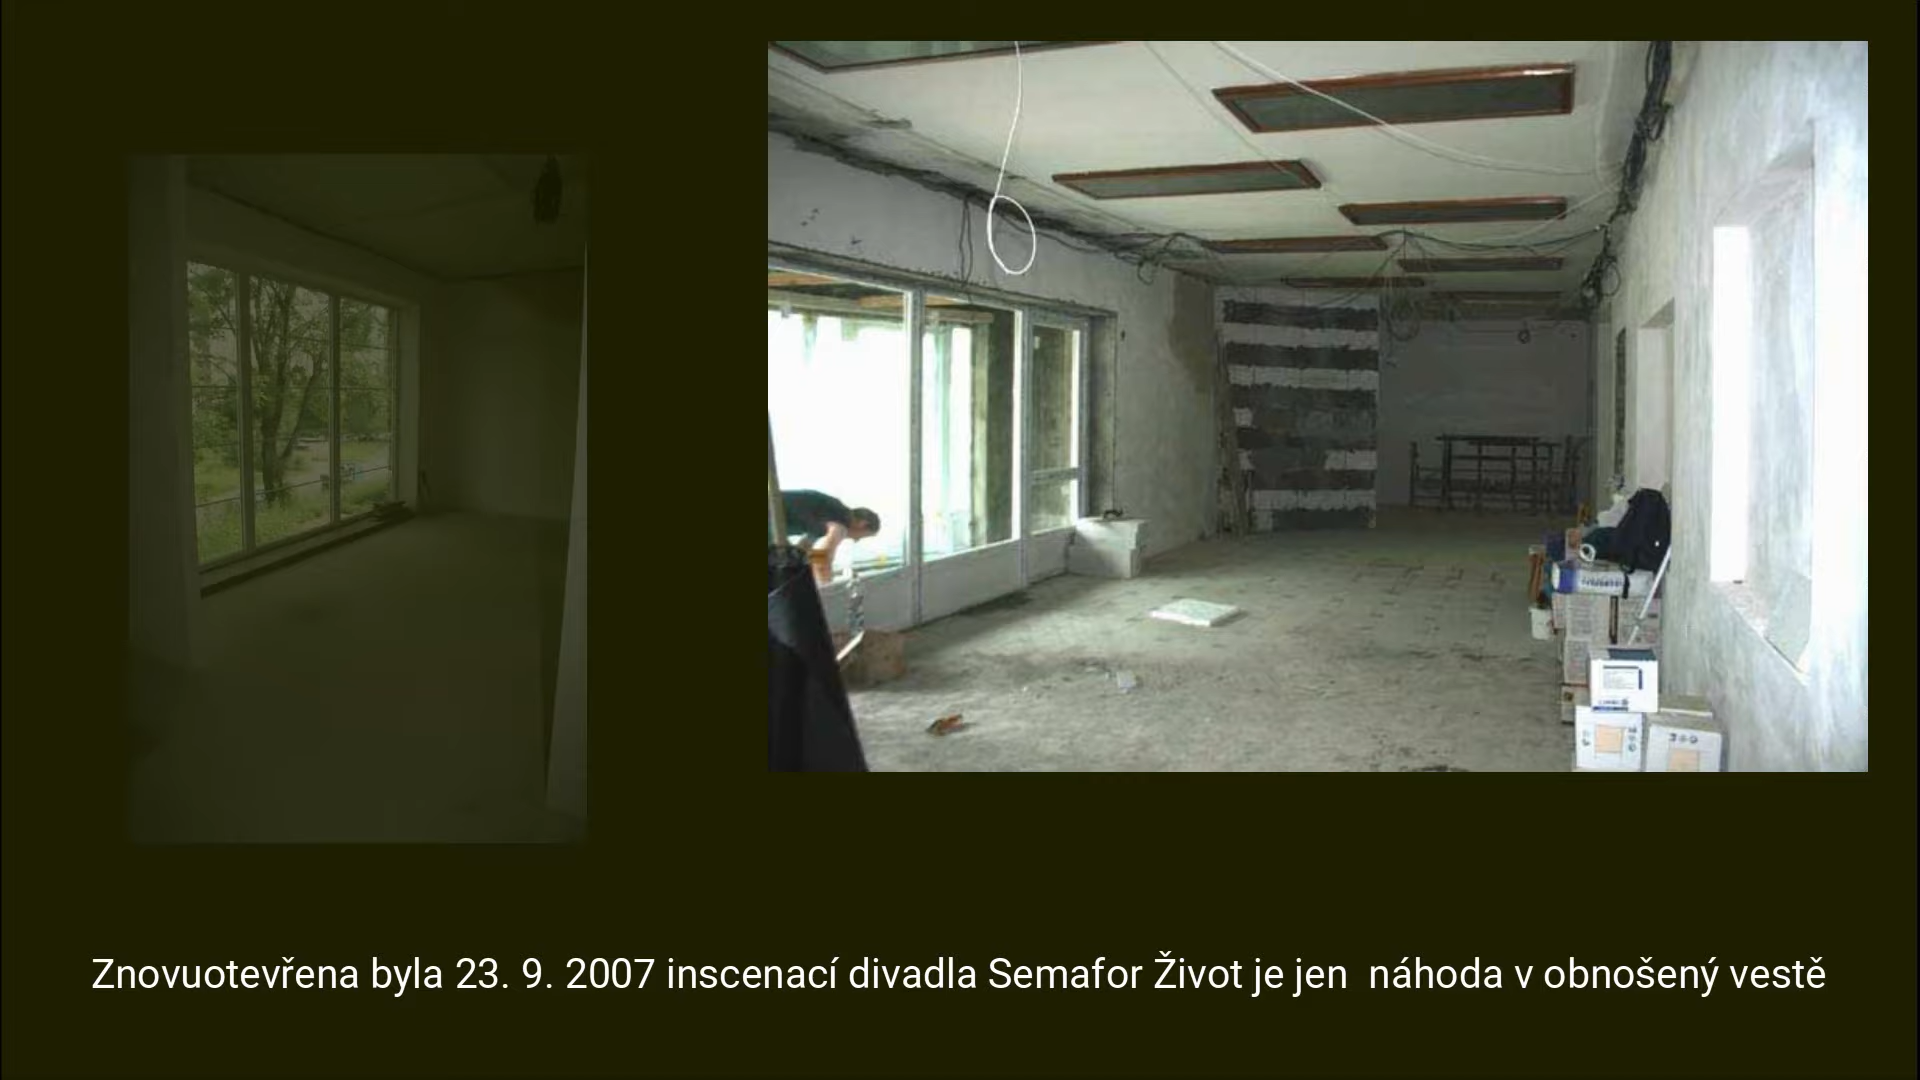 Znovuotevřena byla 23. 9. 2007 inscenací divadla Semafor Život je jen  náhoda v obnošený vestě